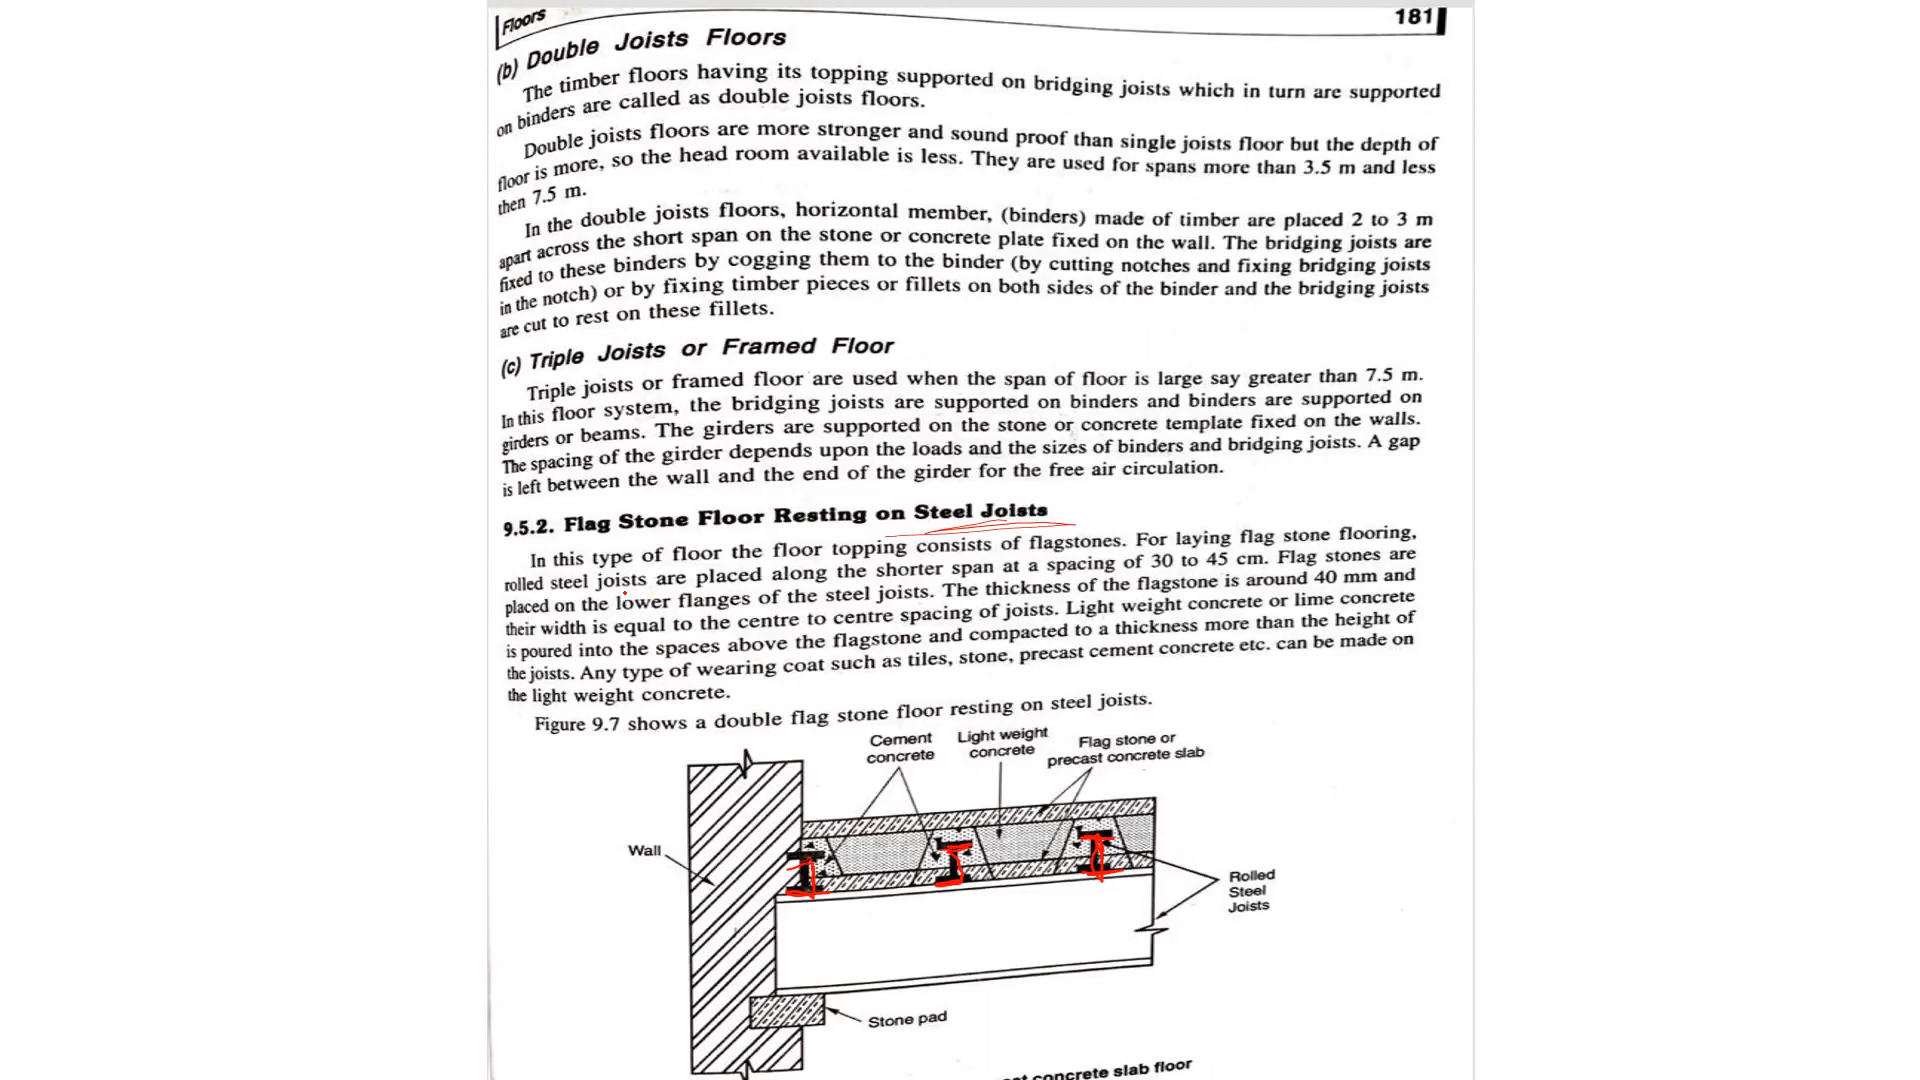 Floors
181
(b) Double Joists Floors
The timber floors having its topping supported on bridging joists which in turn are supported
on binders are called as double joists floors.
Double joists floors are more stronger and sound proof than single joists floor but the depth of
floor is more, so the head room available is less. They are used for spans more than 3.5 m and less
then 7.5 m.
In the double joists floors, horizontal member, (binders) made of timber are placed 2 to 3 m
apart across the short span on the stone or concrete plate fixed on the wall. The bridging joists are
fixed to these binders by cogging them to the binder (by cutting notches and fixing bridging joists
in the notch) or by fixing timber pieces or fillets on both sides of the binder and the bridging joists
are cut to rest on these fillets.
(c) Triple Joists or Framed Floor
Triple joists or framed floor are used when the span of floor is large say greater than 7.5 m.
In this floor system, the bridging joists are supported on binders and binders are supported on
girders or beams. The girders are supported on the stone or concrete template fixed on the walls.
The spacing of the girder depends upon the loads and the sizes of binders and bridging joists. A gap
is left between the wall and the end of the girder for the free air circulation.
9.5.2. Flag Stone Floor Resting on Steel Joists
In this type of floor the floor topping consists of flagstones. For laying flag stone flooring,
rolled steel joists are placed along the shorter span at a spacing of 30 to 45 cm. Flag stones are
placed on the lower flanges of the steel joists. The thickness of the flagstone is around 40 mm and
their width is equal to the centre to centre spacing of joists. Light weight concrete or lime concrete
is poured into the spaces above the flagstone and compacted to a thickness more than the height of
the joists. Any type of wearing coat such as tiles, stone, precast cement concrete etc. can be made on
the light weight concrete.
Figure 9.7 shows a double flag stone floor resting on steel joists.
Cement
concrete
Light weight
concrete
Flag stone or
precast concrete slab
Wall
Rolled
Steel
Joists
Stone pad
concrete slab floor